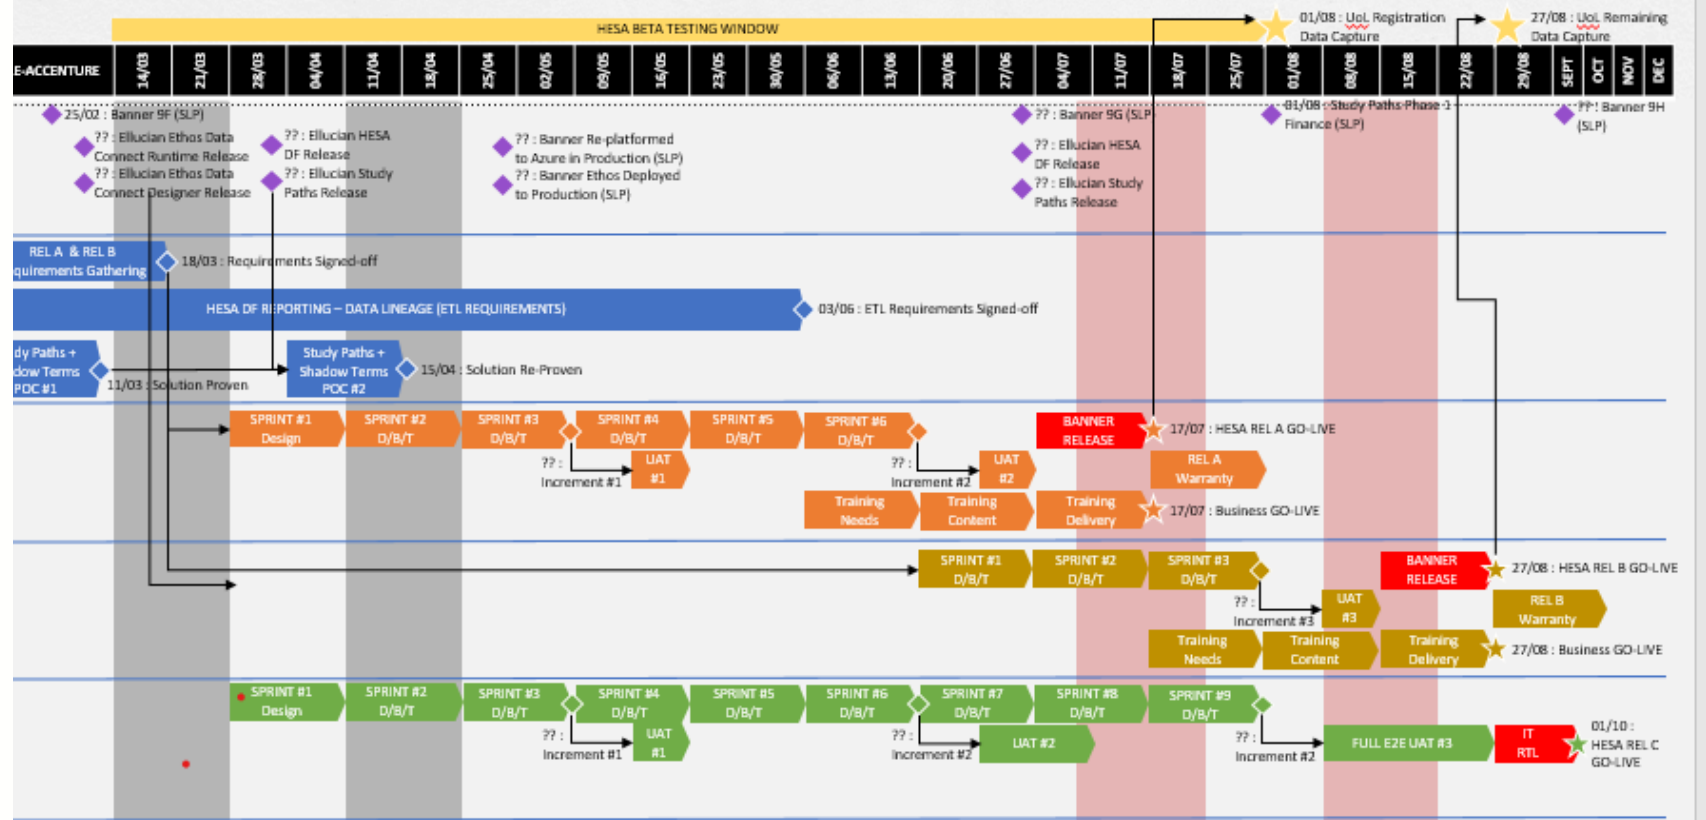 HESA BETA TESTING WINDOW
01/08 : UoL Registration
Data Capture
27/08 : UoL Remaining
Data Capture
E-ACCENTURE
14/03
21/03
28/03
04/04
11/04
18/04
25/04
02/05
09/05
16/05
23/05
30/05
06/06
13/06
20/06
27/06
04/07
11/07
18/07
25/07
01/08
08/08
15/08
22/08
29/08
SEPT
OCT
NOV
DEC
25/02 : Banner 9F (SLP)
?? : Ellucian Ethos Data
Connect Runtime Release
?? : Ellucian Ethos Data
Connect Designer Release
?? : Ellucian HESA
DF Release
?? : Ellucian Study
Paths Release
?? : Banner Re-platformed
to Azure in Production (SLP)
?? : Banner Ethos Deployed
to Production (SLP)
?? : Banner 9G (SLP
?? : Ellucian HESA
DF Release
?? : Ellucian Study
Paths Release
01/08 : Study Paths Phase 1
Finance (SLP)
?? : Banner 9H
(SLP)
REL A & REL B
quirements Gathering
18/03 : Requirements Signed-off
HESA DF REPORTING – DATA LINEAGE (ETL REQUIREMENTS)
03/06 : ETL Requirements Signed-off
dy Paths +
dow Terms
POC #1
11/03 : Solution Proven
Study Paths +
Shadow Terms
POC #2
15/04 : Solution Re-Proven
SPRINT #1
Design
SPRINT #2
D/B/T
SPRINT #3
D/B/T
SPRINT #4
D/B/T
SPRINT #5
D/B/T
SPRINT #6
D/B/T
BANNER
RELEASE
17/07 : HESA REL A GO-LIVE
?? :
Increment #1
UAT
#1
?? :
Increment #2
UAT
#2
REL A
Warranty
Training
Needs
Training
Content
Training
Delivery
17/07 : Business GO-LIVE
SPRINT #1
D/B/T
SPRINT #2
D/B/T
SPRINT #3
D/B/T
BANNER
RELEASE
27/08 : HESA REL B GO-LIVE
?? :
Increment #3
UAT
#3
REL B
Warranty
Training
Needs
Training
Content
Training
Delivery
27/08 : Business GO-LIVE
SPRINT #1
Design
SPRINT #2
D/B/T
SPRINT #3
D/B/T
SPRINT #4
D/B/T
SPRINT #5
D/B/T
SPRINT #6
D/B/T
SPRINT #7
D/B/T
SPRINT #8
D/B/T
SPRINT #9
D/B/T
?? :
Increment #1
UAT
#1
?? :
Increment #2
UAT #2
?? :
Increment #2
FULL E2E UAT #3
IT
RTL
01/10 :
HESA REL C
GO-LIVE